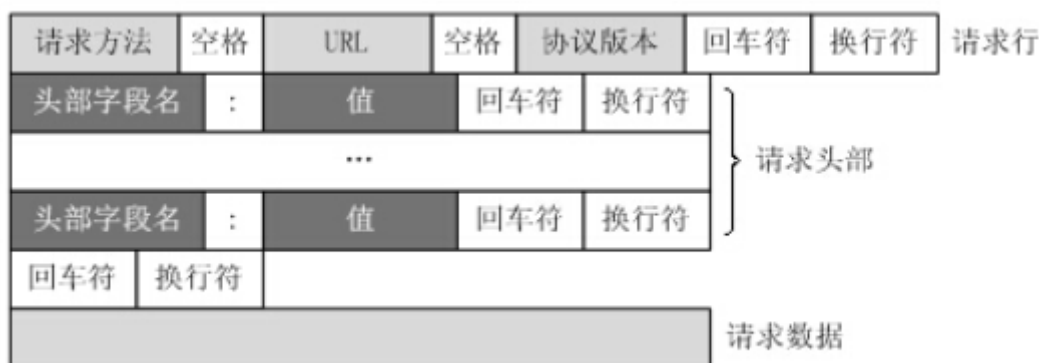 请求方法 空格 URL 空格 协议版本 回车符 换行符 请求行
头部字段名 : 值 回车符 换行符
... 请求头部
头部字段名 : 值 回车符 换行符
回车符 换行符
请求数据